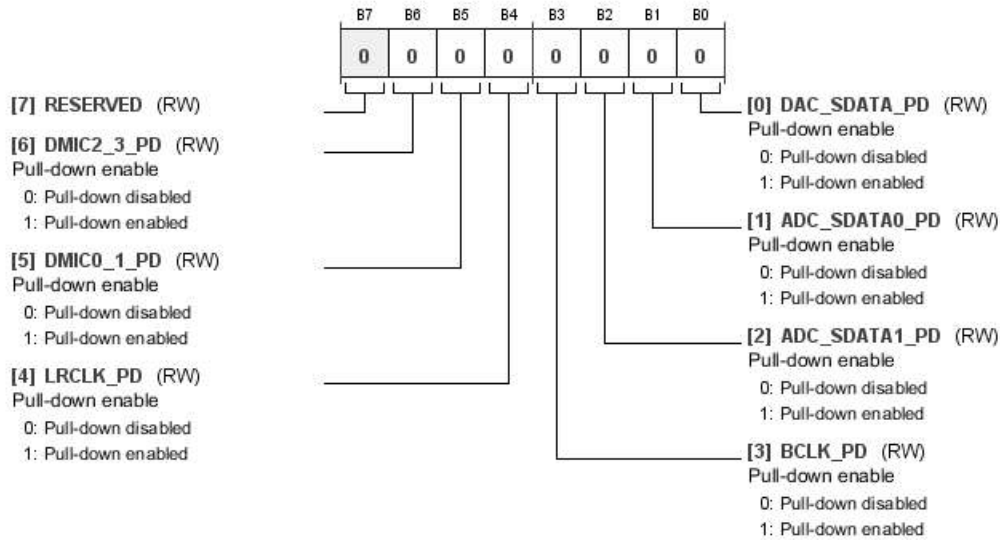 B7 B6 B5 B4 B3 B2 B1 B0
0 0 0 0 0 0 0 0
[7] RESERVED (RW)
[6] DMIC2_3_PD (RW)
Pull-down enable
0: Pull-down disabled
1: Pull-down enabled
[5] DMIC0_1_PD (RW)
Pull-down enable
0: Pull-down disabled
1: Pull-down enabled
[4] LRCLK_PD (RW)
Pull-down enable
0: Pull-down disabled
1: Pull-down enabled
[0] DAC_SDATA_PD (RW)
Pull-down enable
0: Pull-down disabled
1: Pull-down enabled
[1] ADC_SDATA0_PD (RW)
Pull-down enable
0: Pull-down disabled
1: Pull-down enabled
[2] ADC_SDATA1_PD (RW)
Pull-down enable
0: Pull-down disabled
1: Pull-down enabled
[3] BCLK_PD (RW)
Pull-down enable
0: Pull-down disabled
1: Pull-down enabled